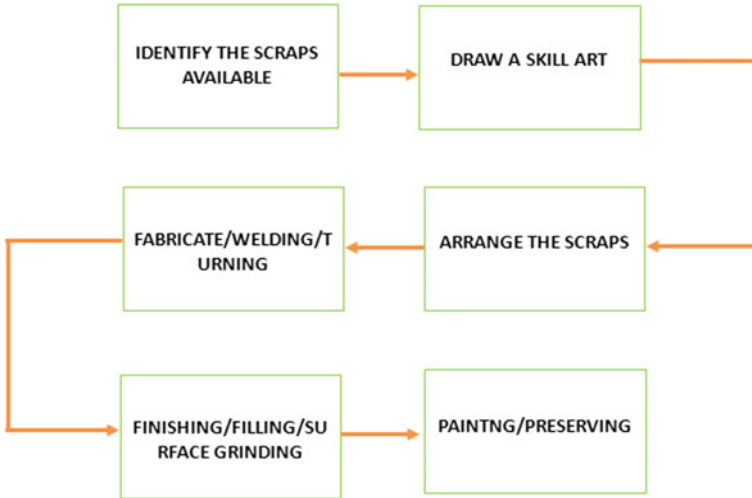 IDENTIFY THE SCRAPS
AVAILABLE
DRAW A SKILL ART
FABRICATE/WELDING/T
URNING
ARRANGE THE SCRAPS
FINISHING/FILLING/SU
RFACE GRINDING
PAINTNG/PRESERVING